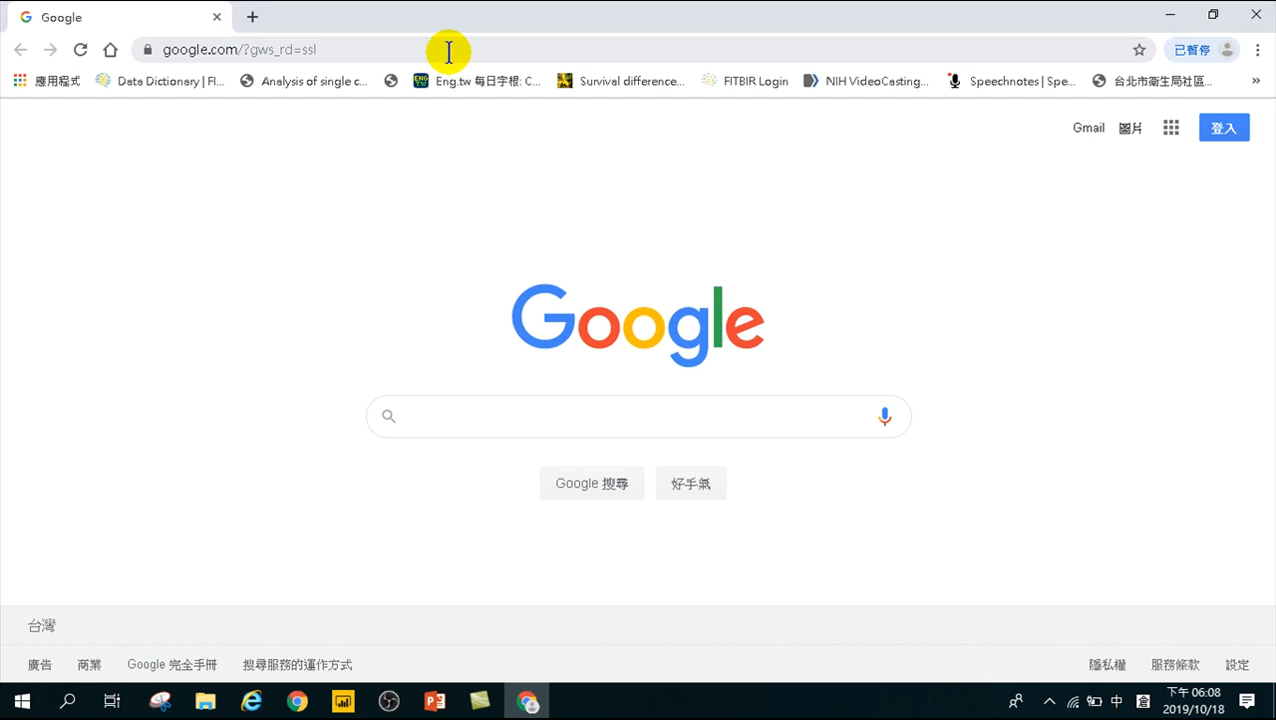 Google
google.com/?gws_rd=ssl
已暫停
應用程式 Data Dictionary | FI... Analysis of single c... Eng.tw 每日字根: C... Survival difference... FITBIR Login NIH VideoCasting... Speechnotes | Spe... 台北市衛生局社區... »
Gmail 圖片 登入
Google
Google 搜尋 好手氣
台灣
廣告 商業 Google 完全手冊 搜尋服務的運作方式 隱私權 服務條款 設定
中 倉 下午 06:08
2019/10/18